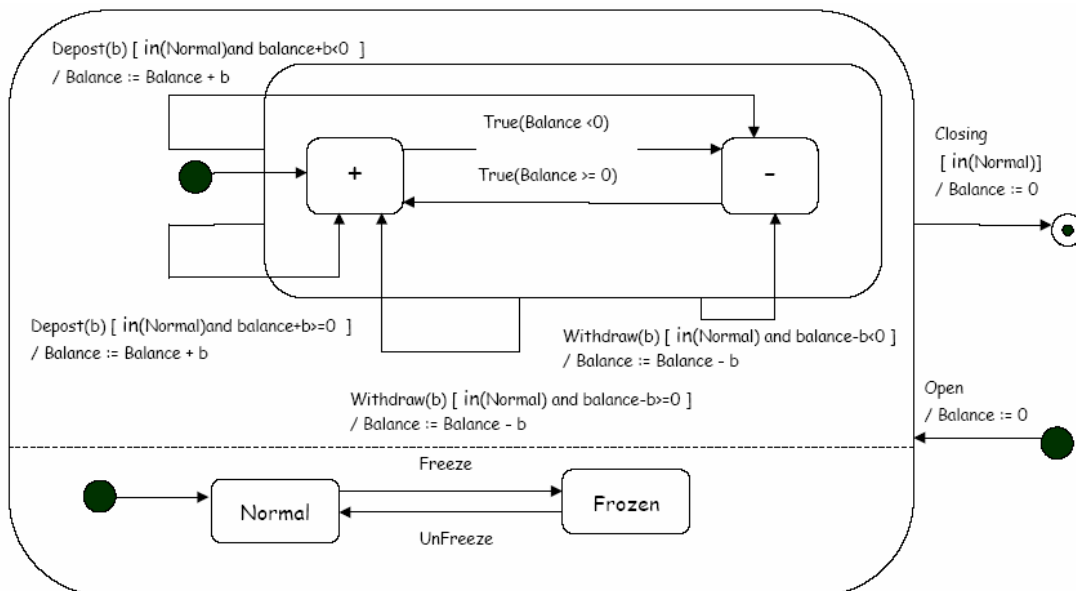 Depost(b) [ in(Normal)and balance+b<0 ]
/ Balance := Balance + b
True(Balance <0)
+
-
True(Balance >= 0)
Closing
[ in(Normal)]
/ Balance := 0
Depost(b) [ in(Normal)and balance+b>=0 ]
/ Balance := Balance + b
Withdraw(b) [ in(Normal) and balance-b<0 ]
/ Balance := Balance - b
Withdraw(b) [ in(Normal) and balance-b>=0 ]
/ Balance := Balance - b
Open
/ Balance := 0
Freeze
Normal
Frozen
UnFreeze